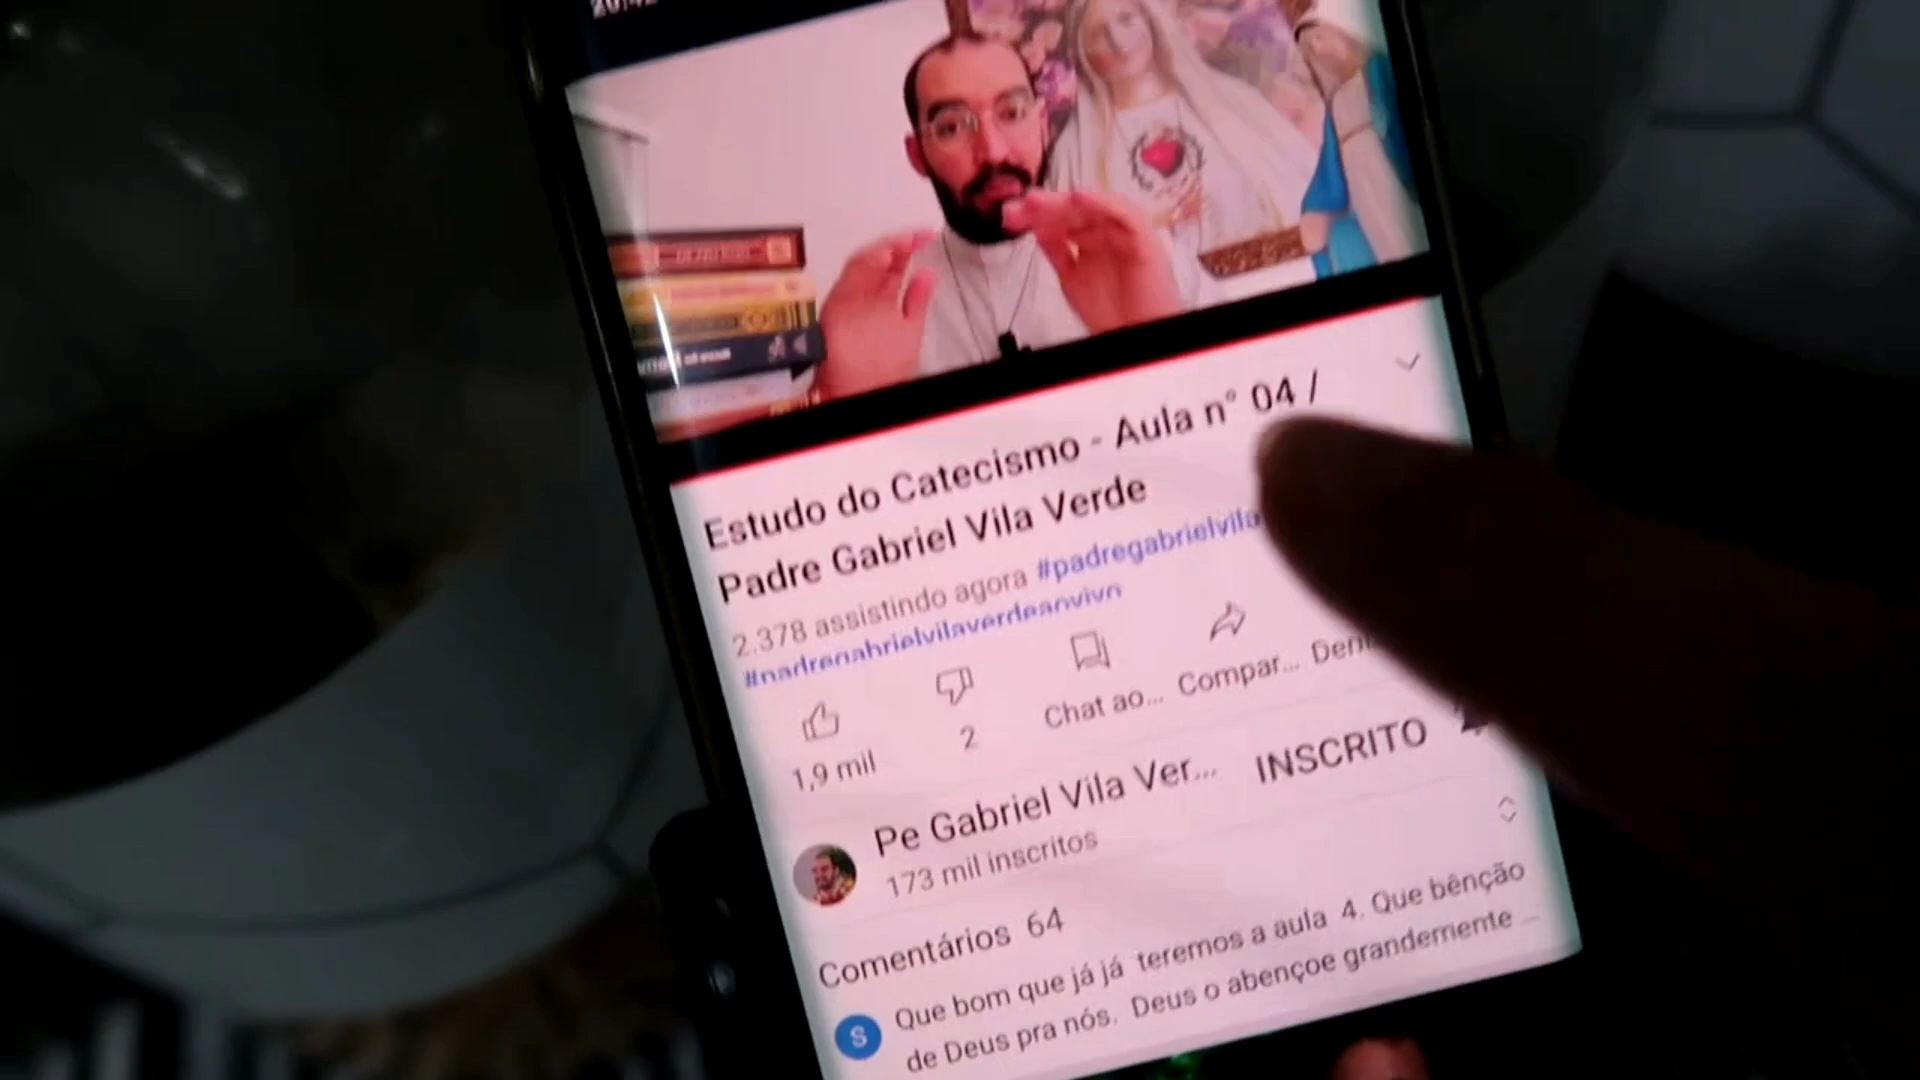 Estudo do Catecismo - Aula n° 04 /
Padre Gabriel Vila Verde
2.378 assistindo agora #padregabrielvila
#padregabrielvilaverdeaovivo
1,9 mil
2
Chat ao...
Compar...
Pe Gabriel Vila Ver...
INSCRITO
173 mil inscritos
Comentários 64
S
Que bom que já já teremos a aula 4. Que bênção
de Deus pra nós. Deus o abençoe grandemente ...